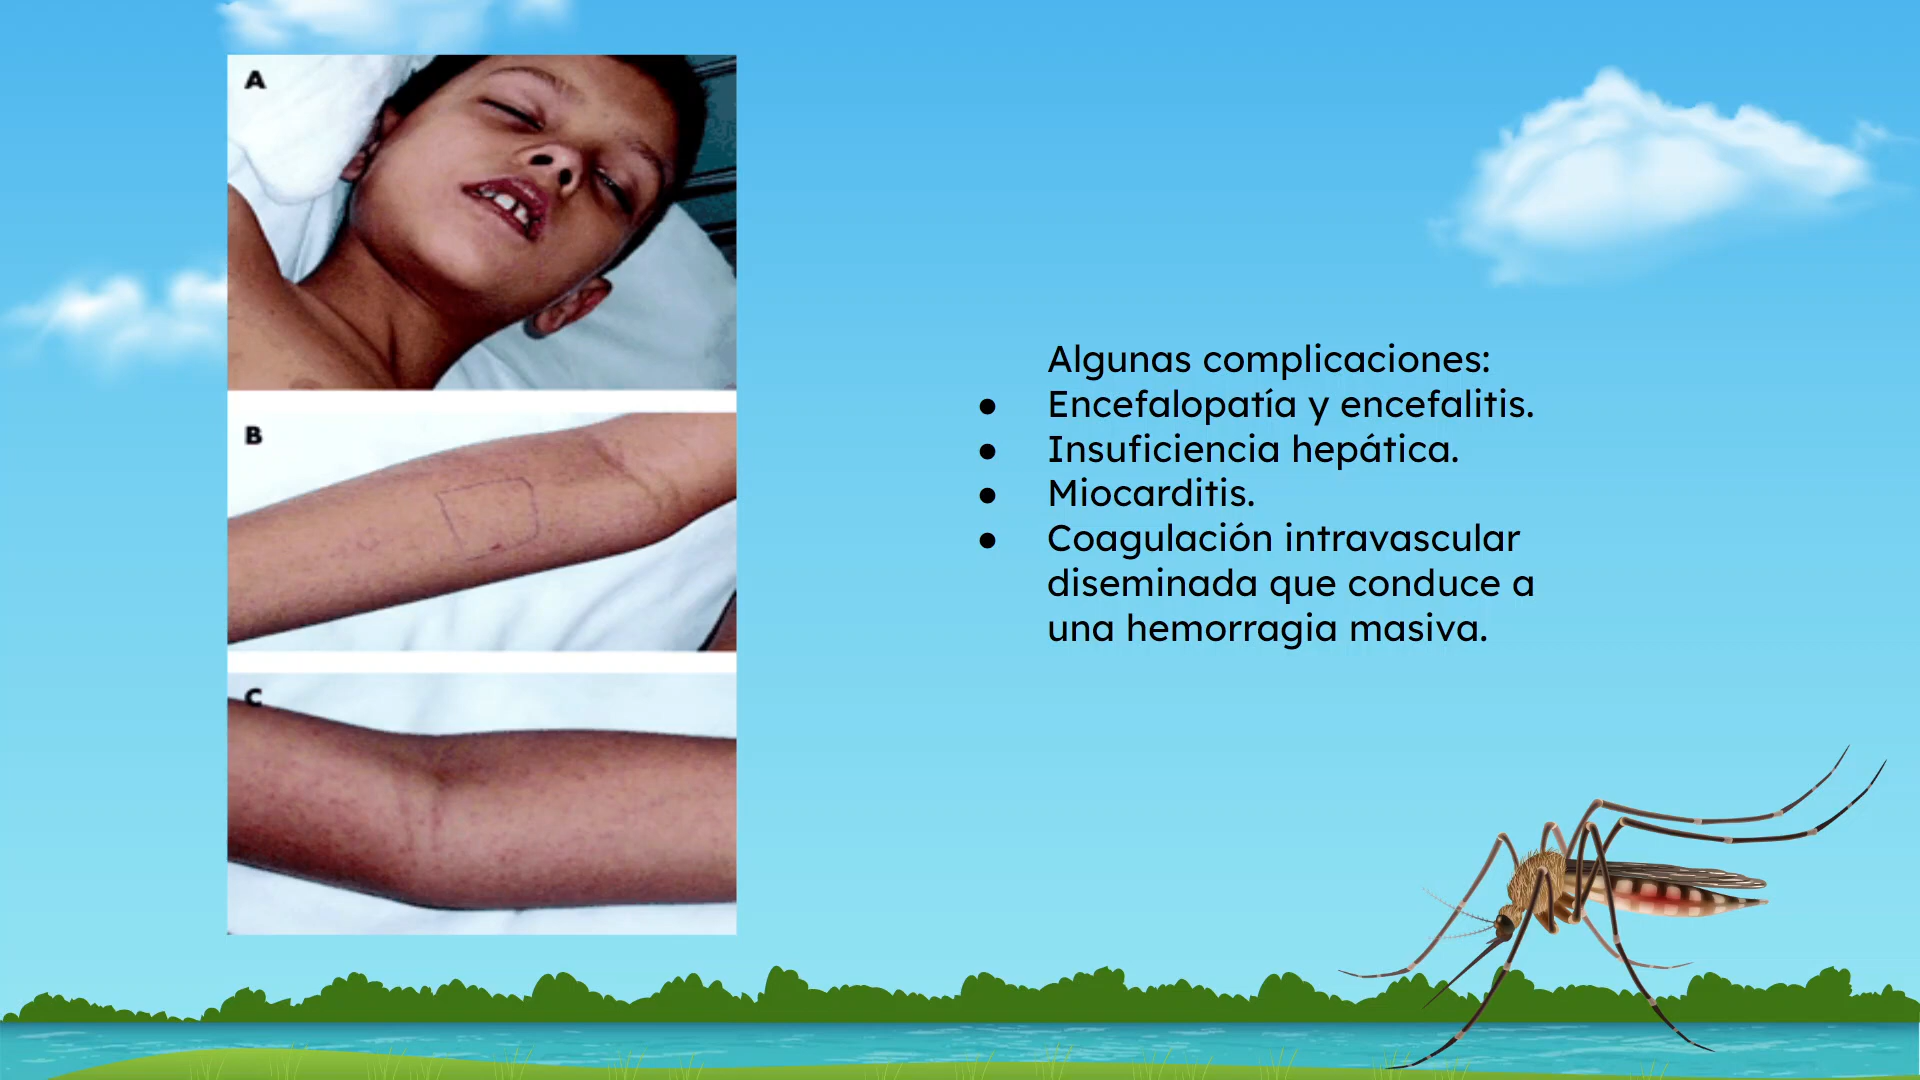 A
B
C
Algunas complicaciones:
● Encefalopatía y encefalitis.
● Insuficiencia hepática.
● Miocarditis.
● Coagulación intravascular
diseminada que conduce a
una hemorragia masiva.